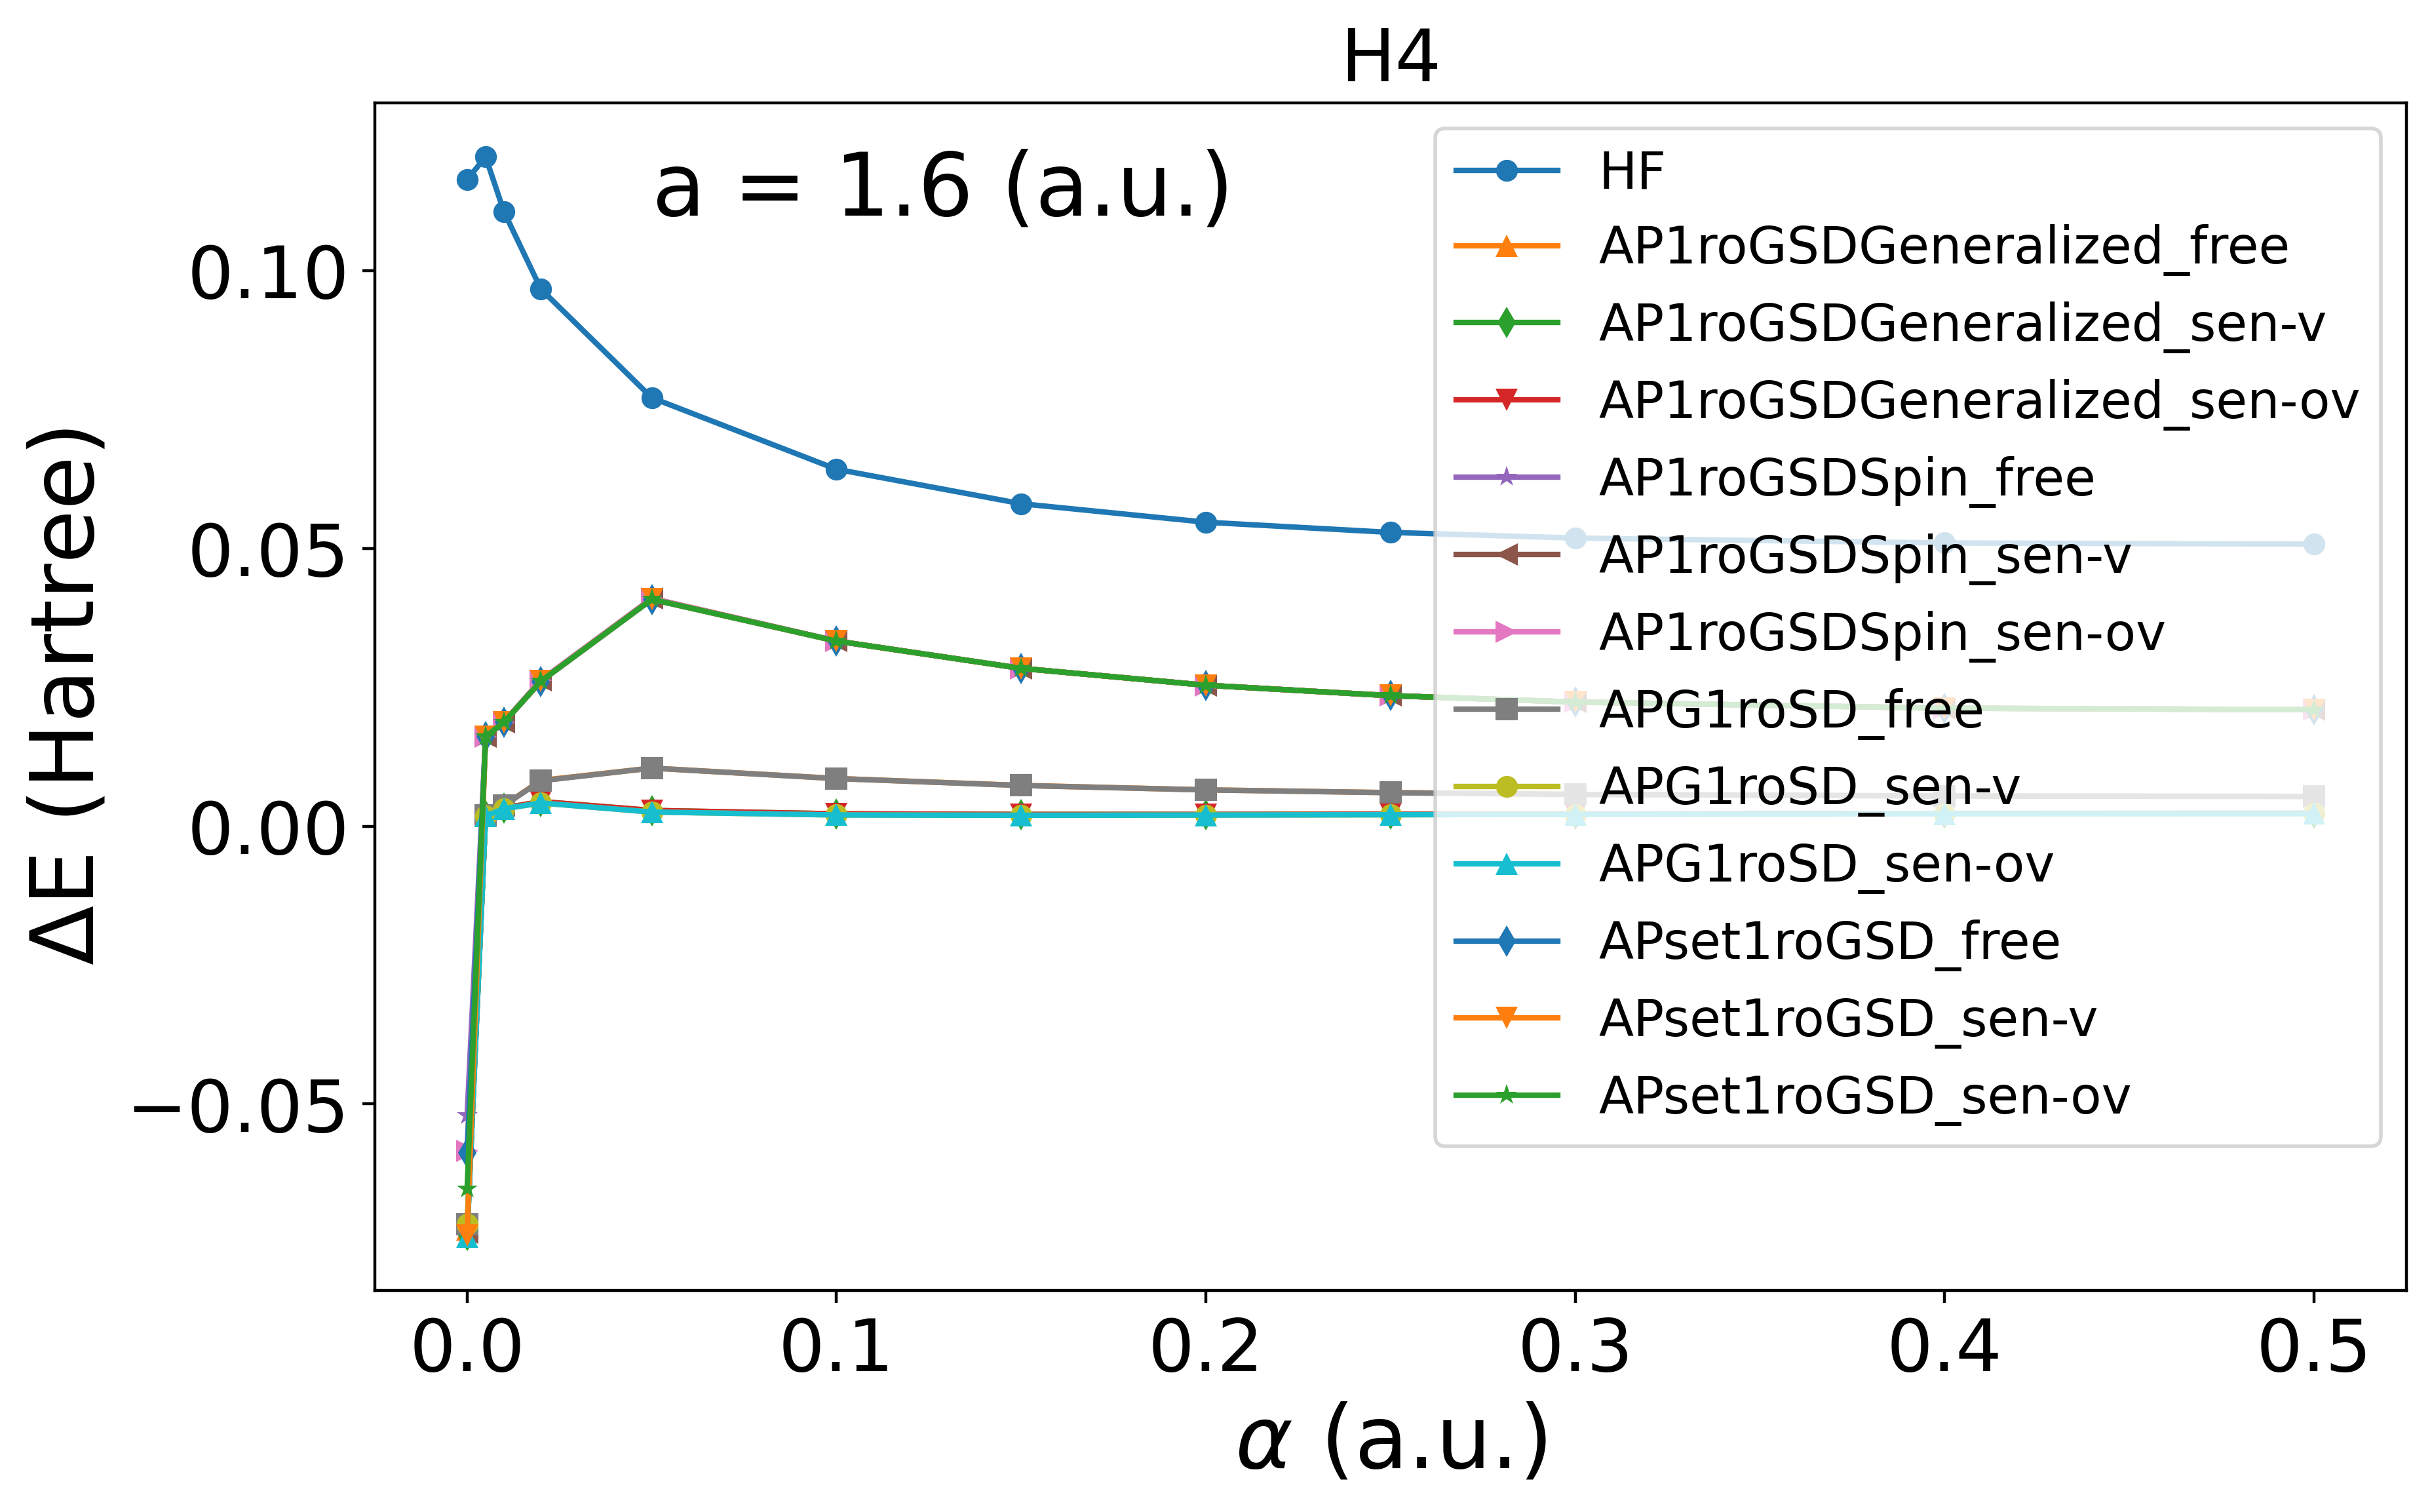 H4
a = 1.6 (a.u.)
HF
AP1roGSDGeneralized_free
AP1roGSDGeneralized_sen-v
AP1roGSDGeneralized_sen-ov
AP1roGSDSpin_free
AP1roGSDSpin_sen-v
AP1roGSDSpin_sen-ov
APG1roSD_free
APG1roSD_sen-v
APG1roSD_sen-ov
APset1roGSD_free
APset1roGSD_sen-v
APset1roGSD_sen-ov
ΔE (Hartree)
0.10
0.05
0.00
−0.05
0.0 0.1 0.2 0.3 0.4 0.5
α (a.u.)